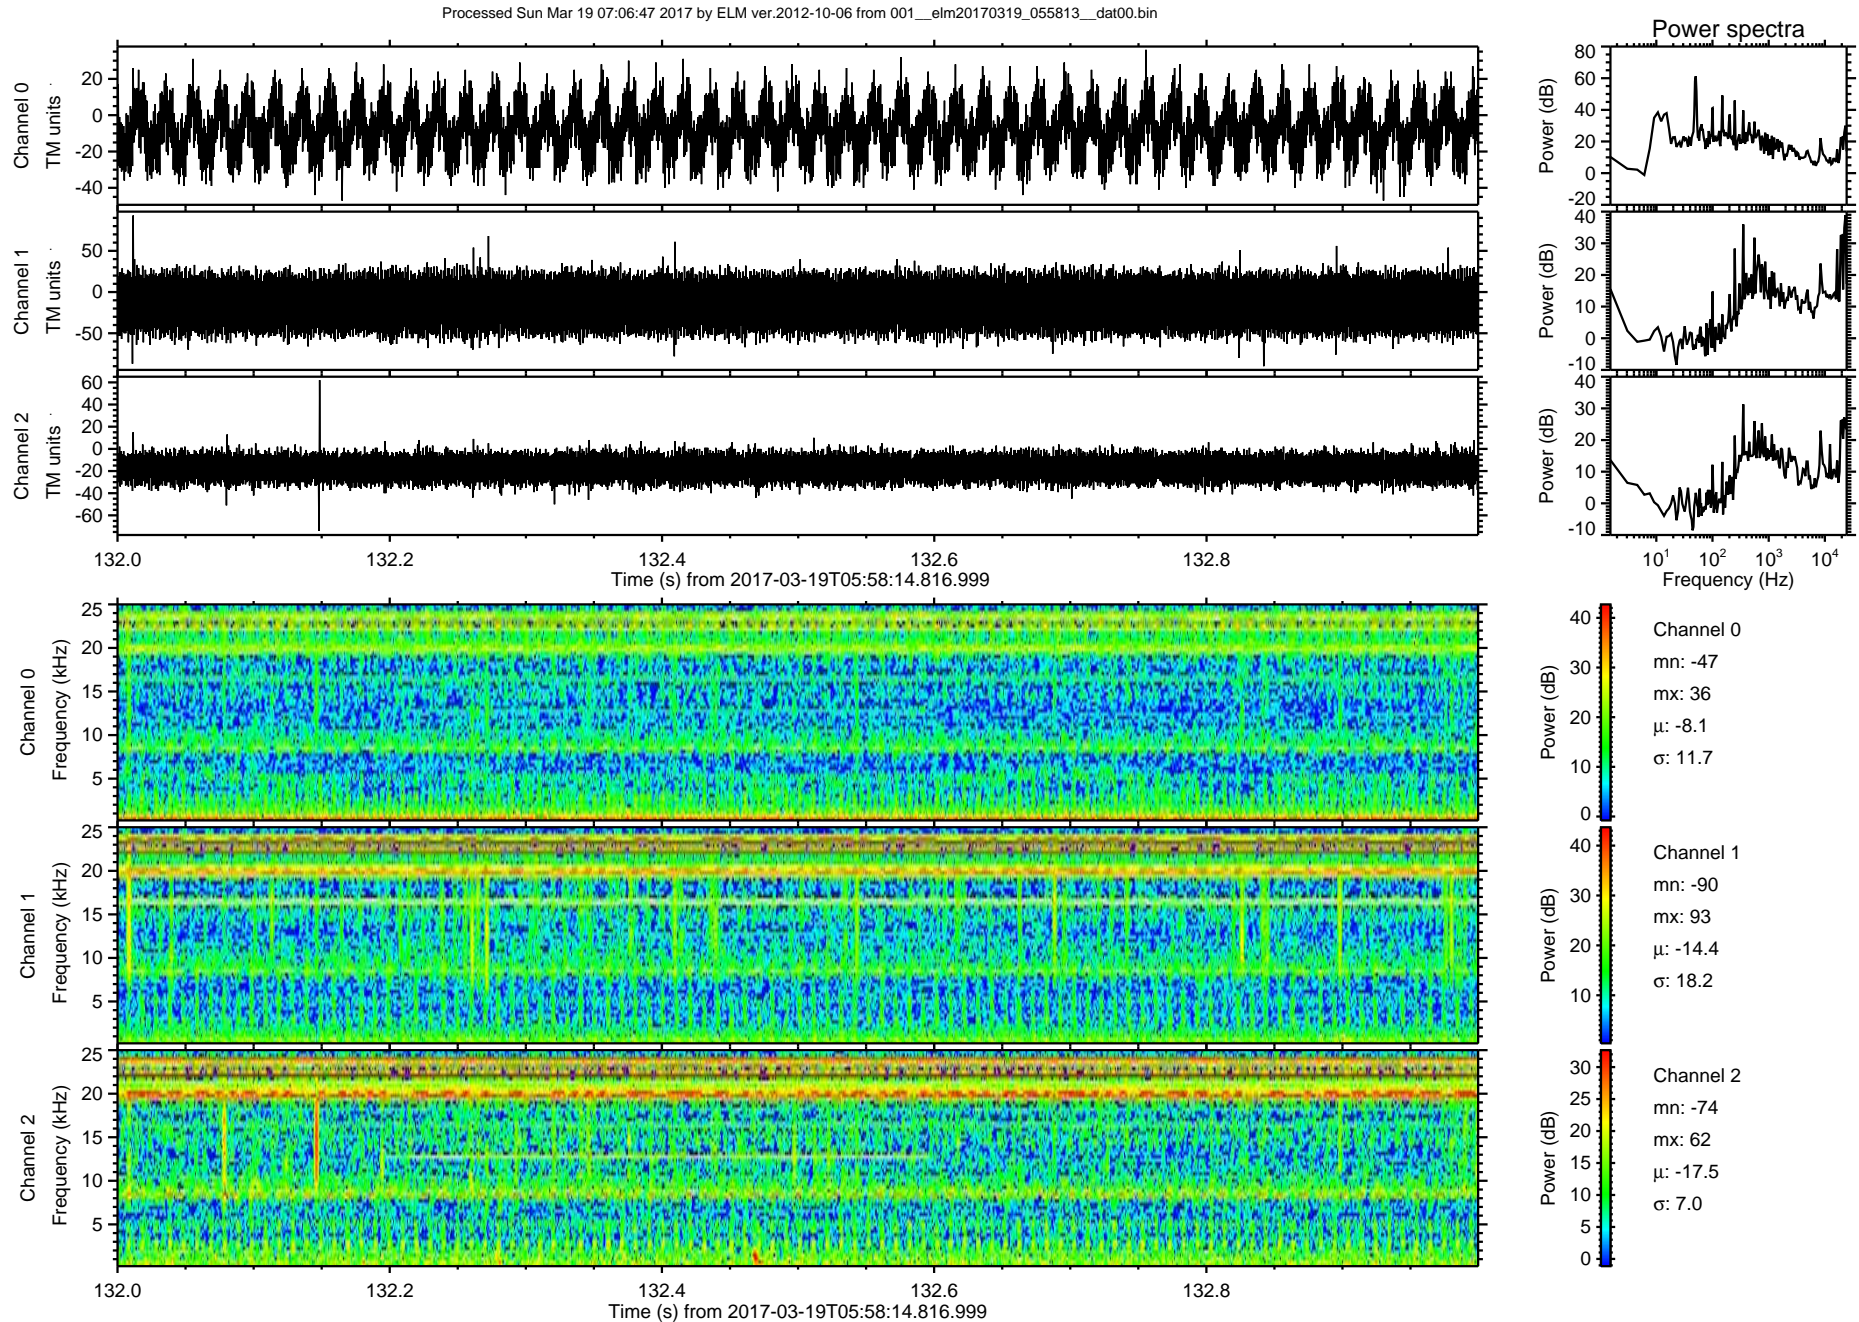 Processed Sun Mar 19 07:06:47 2017 by ELM ver.2012-10-06 from 001__elm20170319_055813__dat00.bin
Power spectra
Channel 0
TM units
20
0
-20
-40
Power (dB)
80
60
40
20
0
-20
Channel 1
TM units
50
0
-50
Power (dB)
40
30
20
10
0
-10
Channel 2
TM units
60
40
20
0
-20
-40
-60
Power (dB)
40
30
20
10
0
-10
132.0 132.2 132.4 132.6 132.8
Time (s) from 2017-03-19T05:58:14.816.999
10^1 10^2 10^3 10^4
Frequency (Hz)
Channel 0
Frequency (kHz)
25
20
15
10
5
Power (dB)
40
30
20
10
0
Channel 0
mn: -47
mx: 36
μ: -8.1
σ: 11.7
Channel 1
Frequency (kHz)
25
20
15
10
5
Power (dB)
40
30
20
10
Channel 1
mn: -90
mx: 93
μ: -14.4
σ: 18.2
Channel 2
Frequency (kHz)
25
20
15
10
5
Power (dB)
30
25
20
15
10
5
0
Channel 2
mn: -74
mx: 62
μ: -17.5
σ: 7.0
132.0 132.2 132.4 132.6 132.8
Time (s) from 2017-03-19T05:58:14.816.999